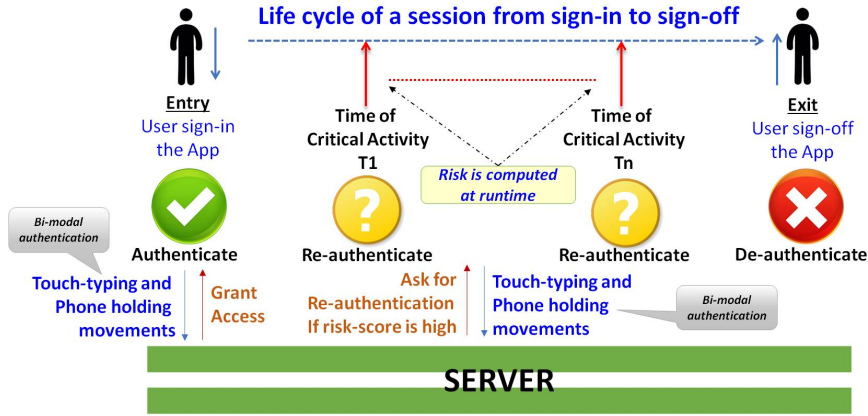 Life cycle of a session from sign-in to sign-off
Entry
User sign-in
the App
Time of
Critical Activity
T1
Time of
Critical Activity
Tn
Exit
User sign-off
the App
Risk is computed
at runtime
?
?
Bi-modal
authentication
Authenticate
Re-authenticate
Re-authenticate
De-authenticate
Touch-typing and
Phone holding
movements
Grant
Access
Ask for
Re-authentication
If risk-score is high
Touch-typing and
Phone holding
movements
Bi-modal
authentication
SERVER